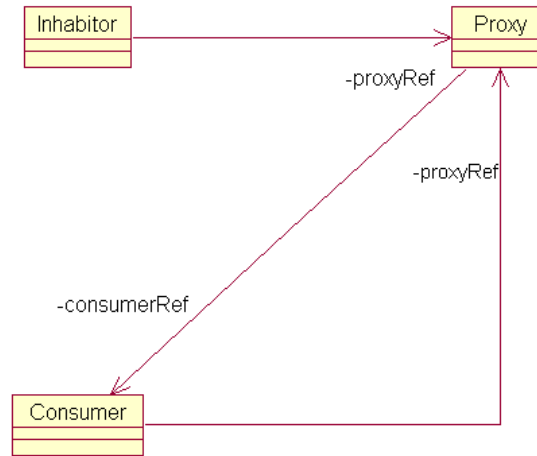 Inhabitor
Proxy
-proxyRef
-proxyRef
-consumerRef
Consumer